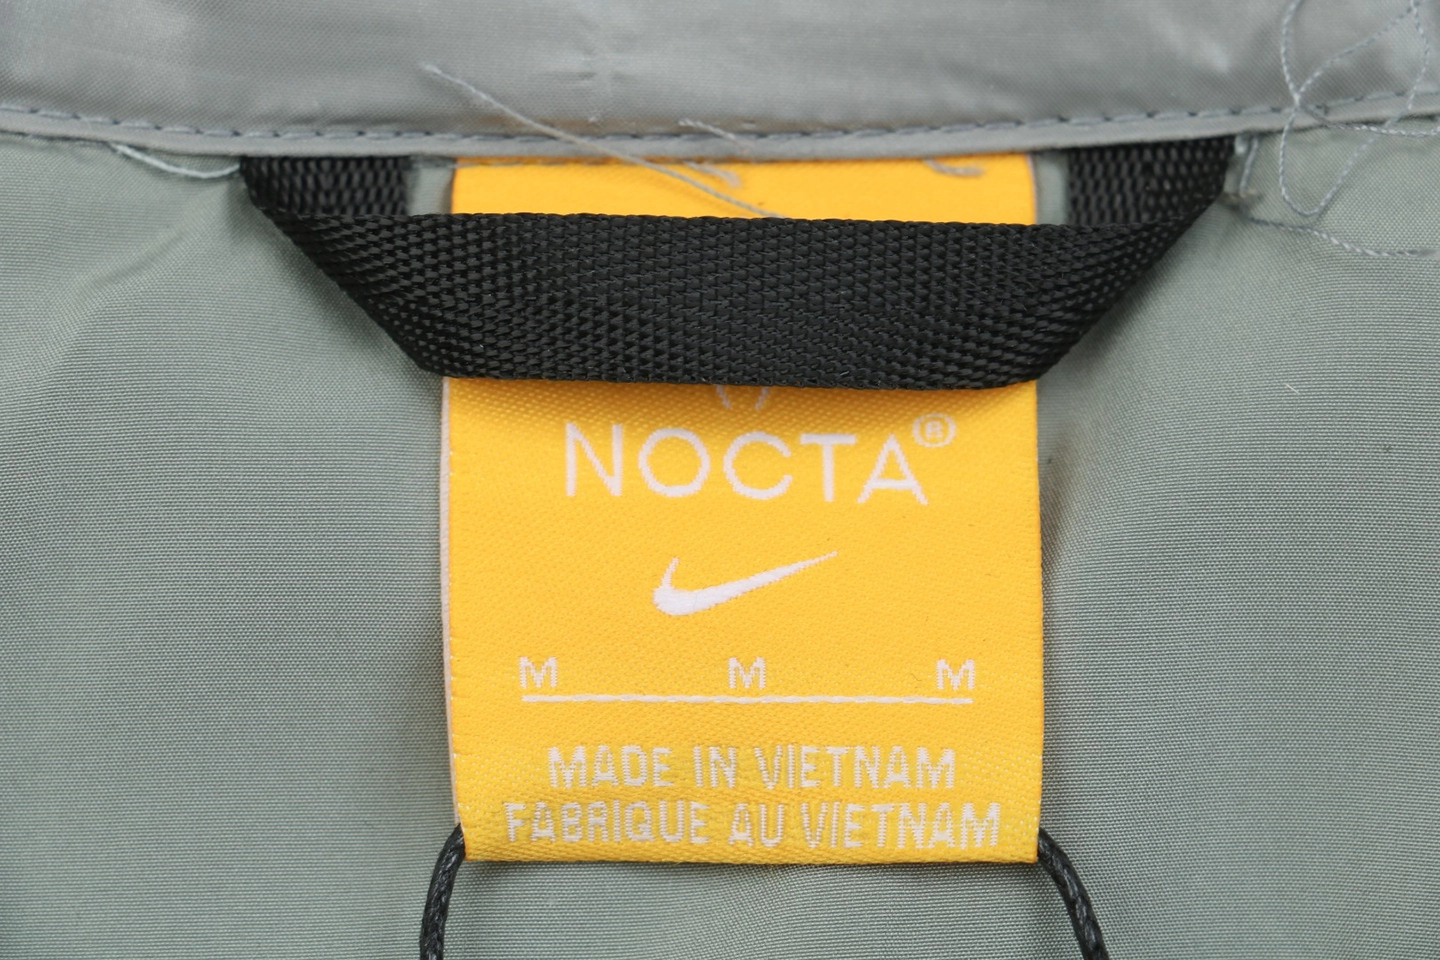 NOCTA®
M M M
MADE IN VIETNAM
FABRIQUE AU VIETNAM